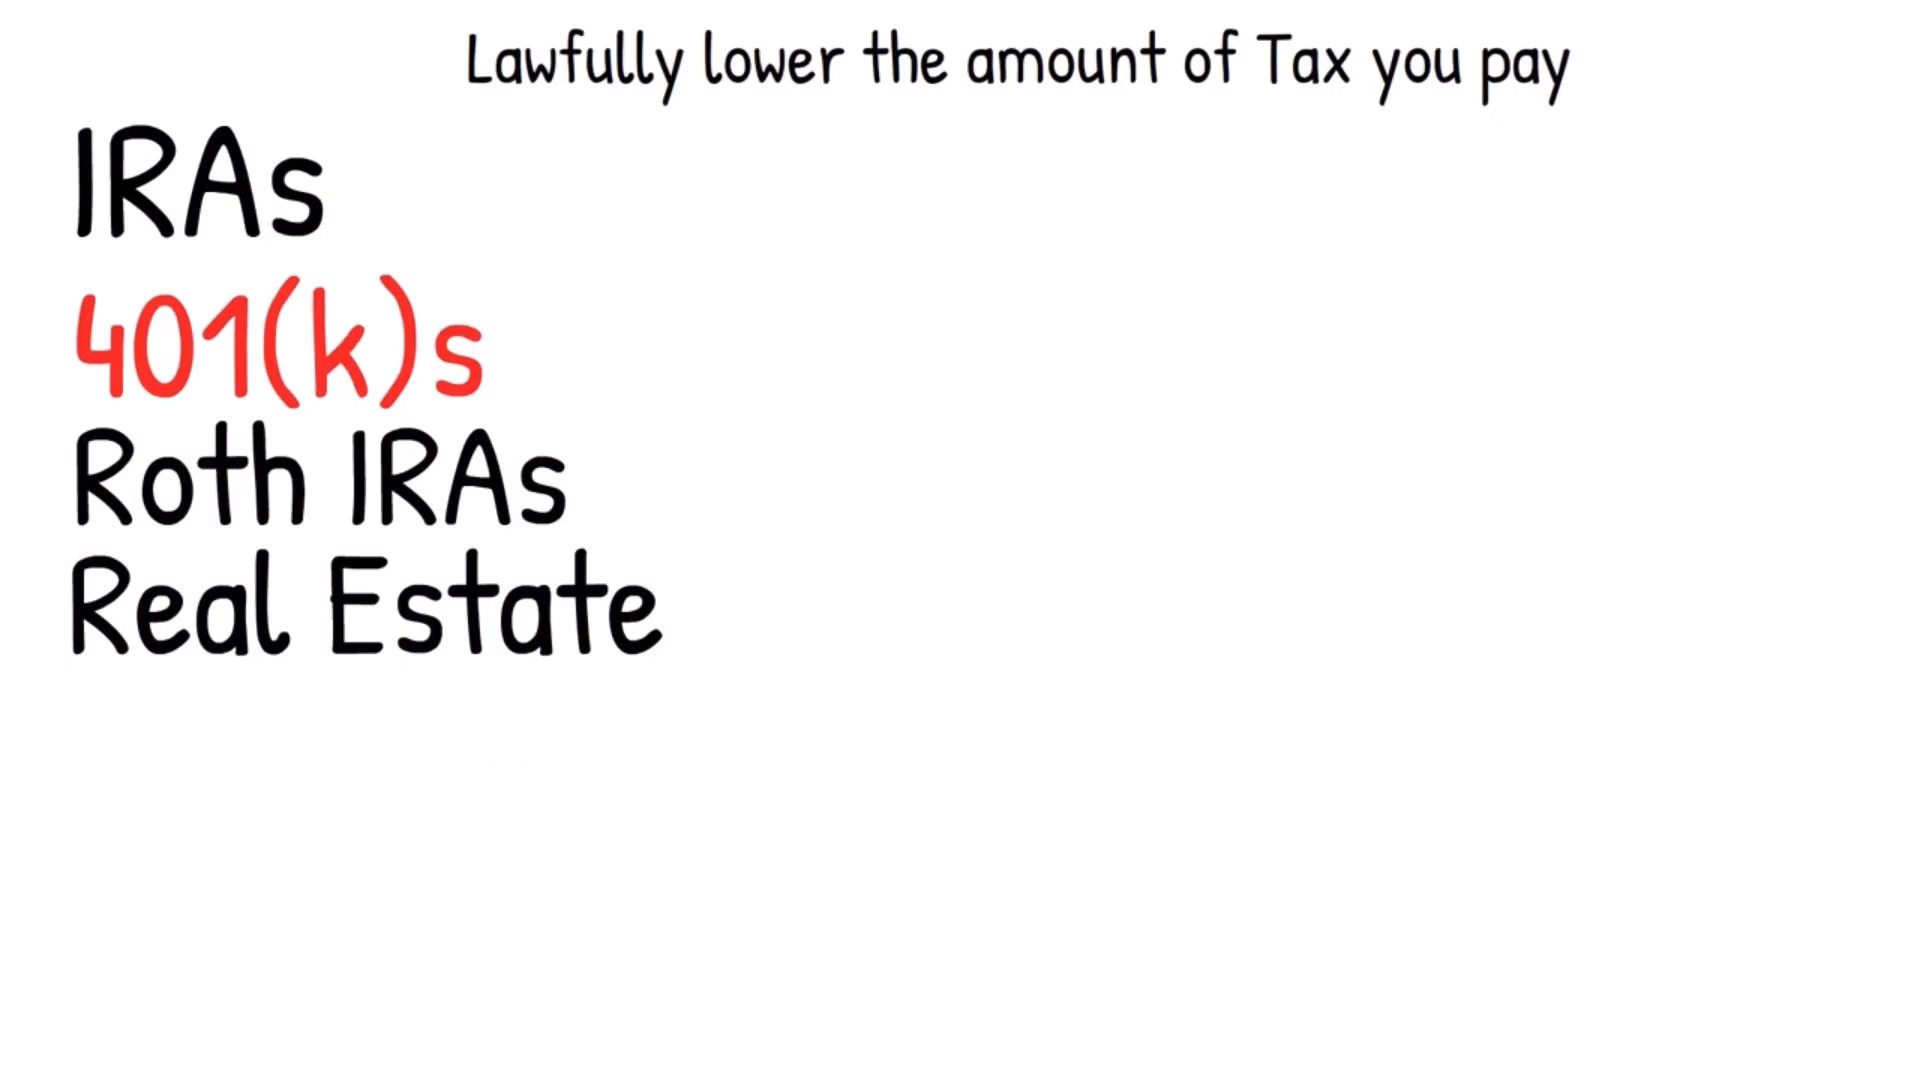 Lawfully lower the amount of Tax you pay
IRAs
401(k)s
Roth IRAs
Real Estate